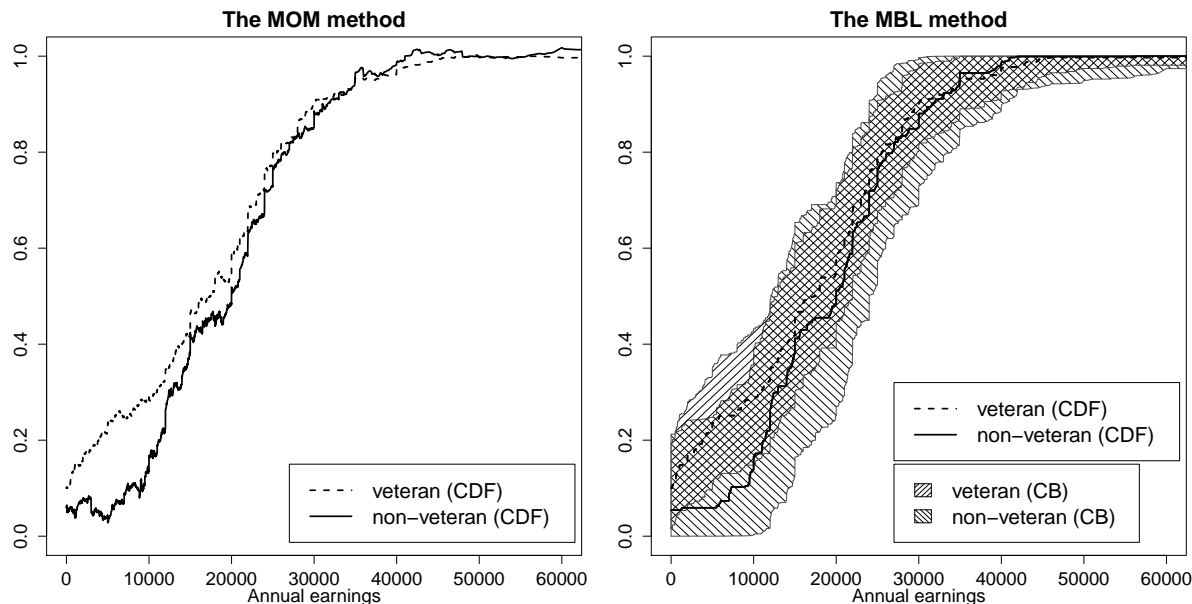 The MOM method
1.0
0.8
0.6
0.4
0.2
0.0
0 10000 20000 30000 40000 50000 60000
Annual earnings
veteran (CDF)
non−veteran (CDF)
The MBL method
1.0
0.8
0.6
0.4
0.2
0.0
0 10000 20000 30000 40000 50000 60000
Annual earnings
veteran (CDF)
non−veteran (CDF)
veteran (CB)
non−veteran (CB)